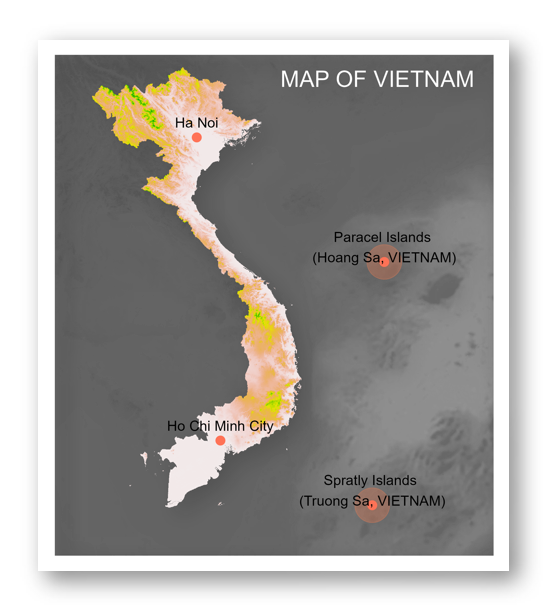 MAP OF VIETNAM
Ha Noi
Paracel Islands
(Hoang Sa, VIETNAM)
Ho Chi Minh City
Spratly Islands
(Truong Sa, VIETNAM)